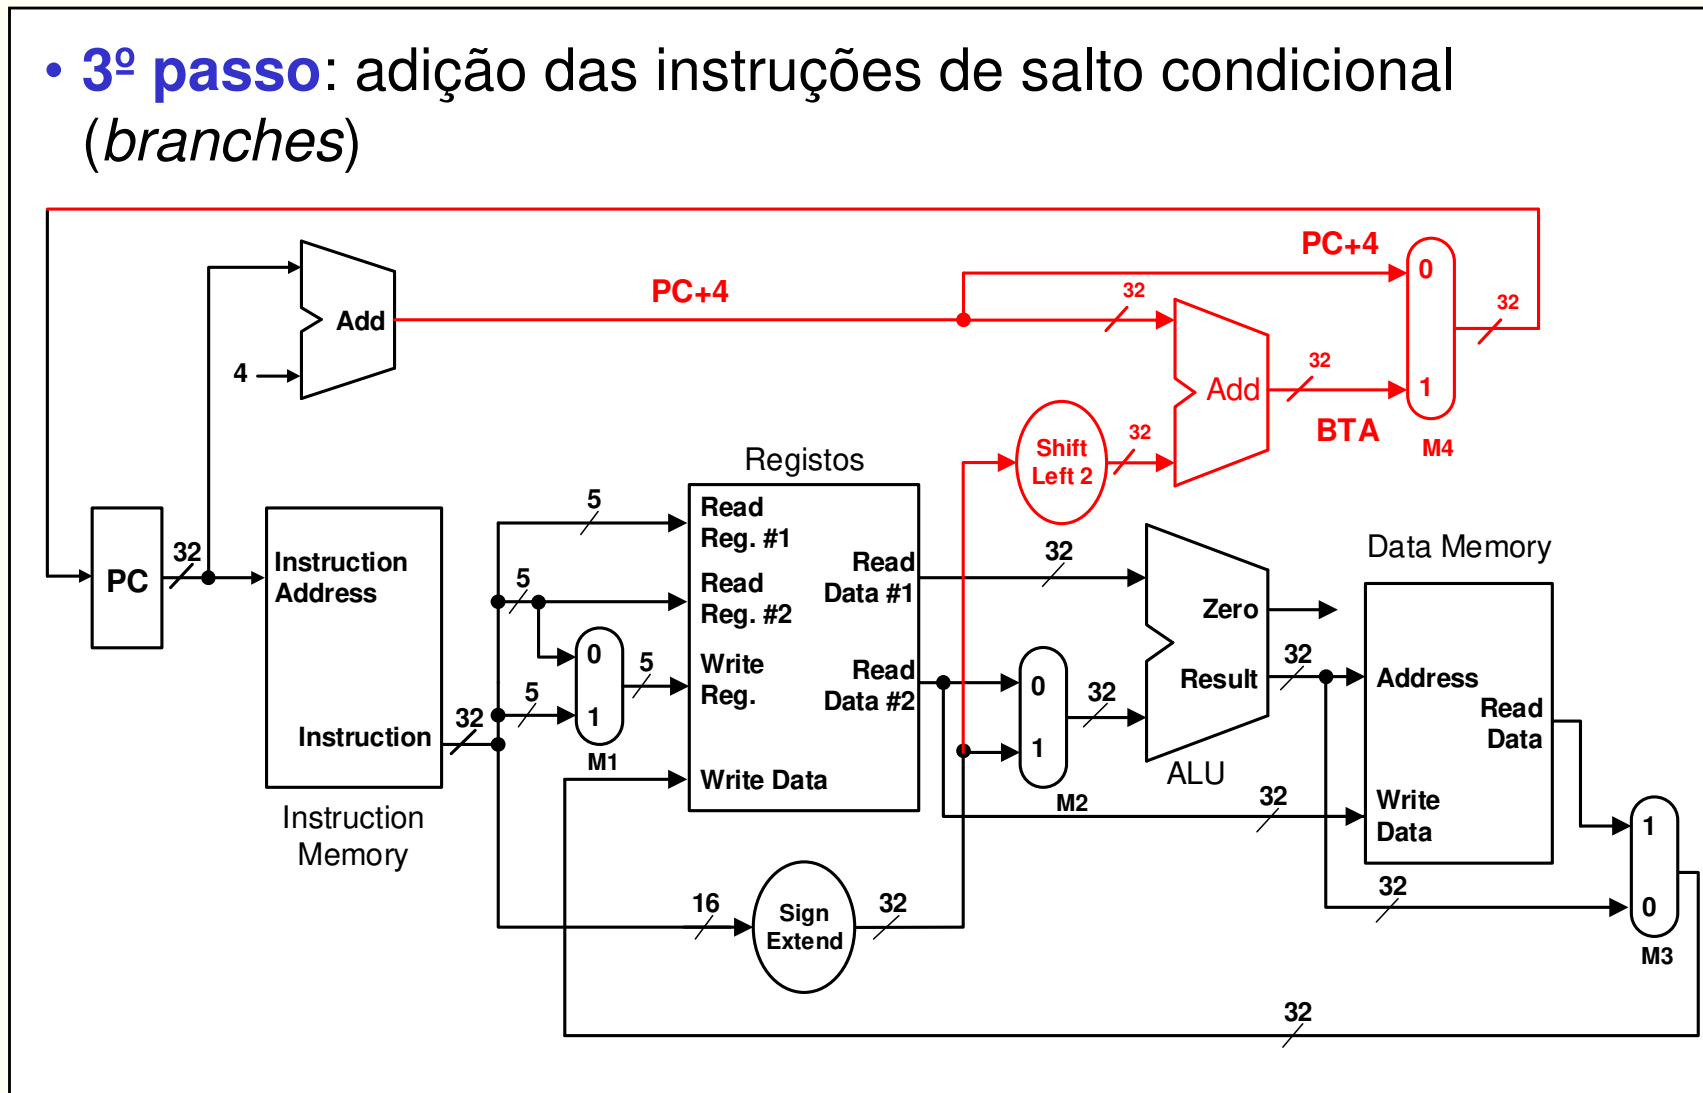 • 3º passo: adição das instruções de salto condicional
(branches)
PC+4
0
32
32
Add
PC+4
4
32
Add
1
BTA
M4
Shift
Left 2
32
Registos
PC
32
Instruction
Address
Instruction
32
Instruction
Memory
5
5
5
0
1
M1
5
Read
Reg. #1
Read
Reg. #2
Write
Reg.
Write Data
Read
Data #1
Read
Data #2
32
0
1
M2
32
Zero
Result
ALU
32
Data Memory
Address
Read
Data
Write
Data
32
32
1
0
M3
16
Sign
Extend
32
32